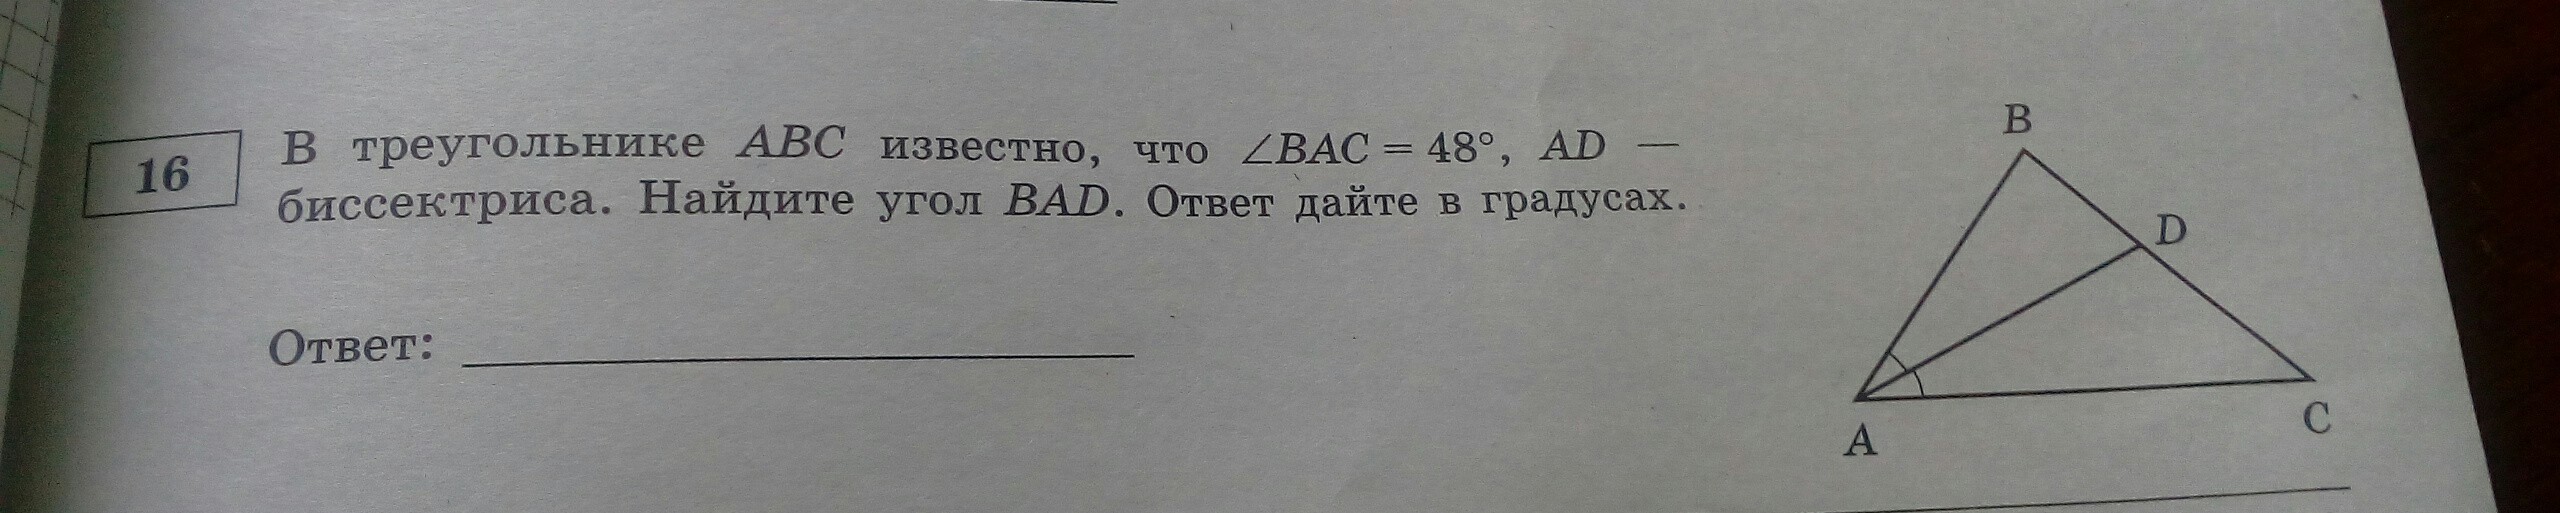 16
В треугольнике ABC известно, что ∠BAC = 48°, AD —
биссектриса. Найдите угол BAD. Ответ дайте в градусах.
Ответ:
B
D
A
C